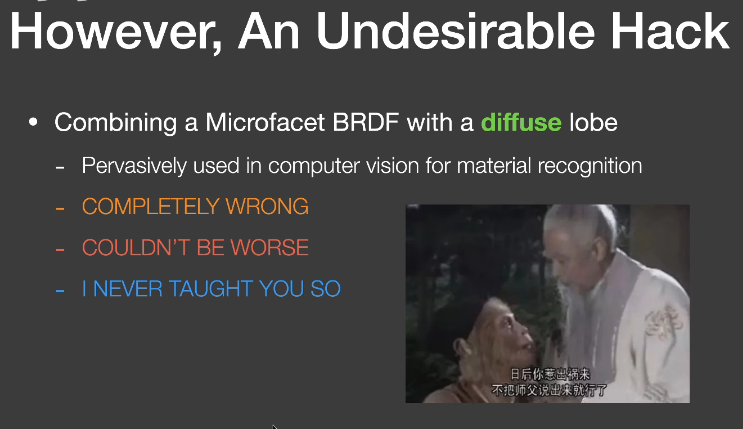 However, An Undesirable Hack
• Combining a Microfacet BRDF with a diffuse lobe
- Pervasively used in computer vision for material recognition
- COMPLETELY WRONG
- COULDN'T BE WORSE
- I NEVER TAUGHT YOU SO
日后你惹出祸来
不把师父说出来就行了